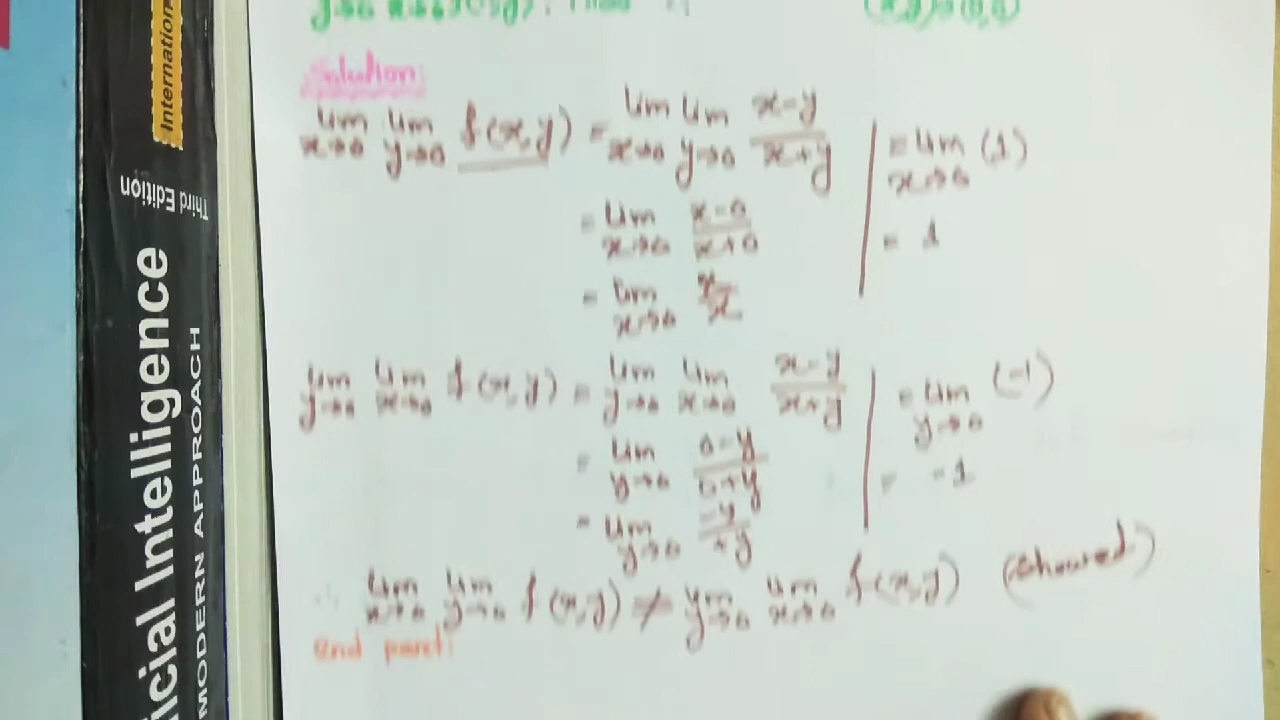 Solution:
lim x→0 lim y→0 f(x,y) = lim x→0 lim y→0 x-y/x+y
= lim x→0 x-0/x+0
= lim x→0 x/x
= lim x→0 (1)
= 1
lim y→0 lim x→0 f(x,y) = lim y→0 lim x→0 x-y/x+y
= lim y→0 0-y/0+y
= lim y→0 -y/+y
= lim y→0 (-1)
= -1
∴ lim x→0 lim y→0 f(x,y) ≠ lim y→0 lim x→0 f(x,y) (Showed)
2nd part:
International
Third Edition
ficial Intelligence
MODERN APPROACH